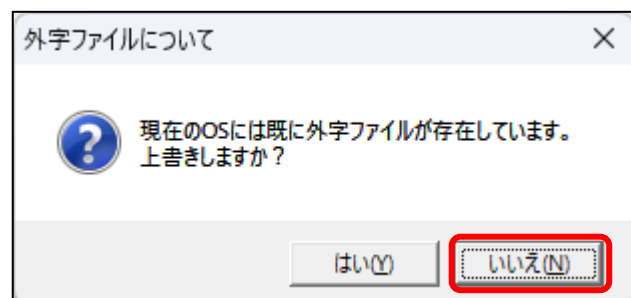 外字ファイルについて
現在のOSには既に外字ファイルが存在しています。
上書きしますか？
はい(Y)
いいえ(N)